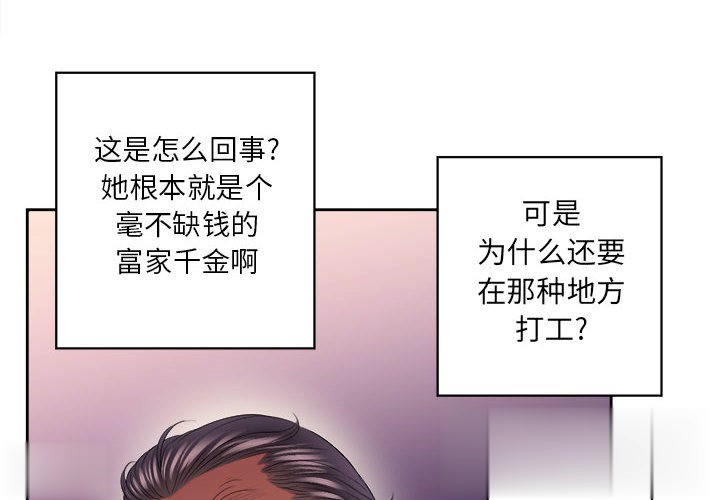 这是怎么回事?
她根本就是个
毫不缺钱的
富家千金啊
可是
为什么还要
在那种地方
打工?